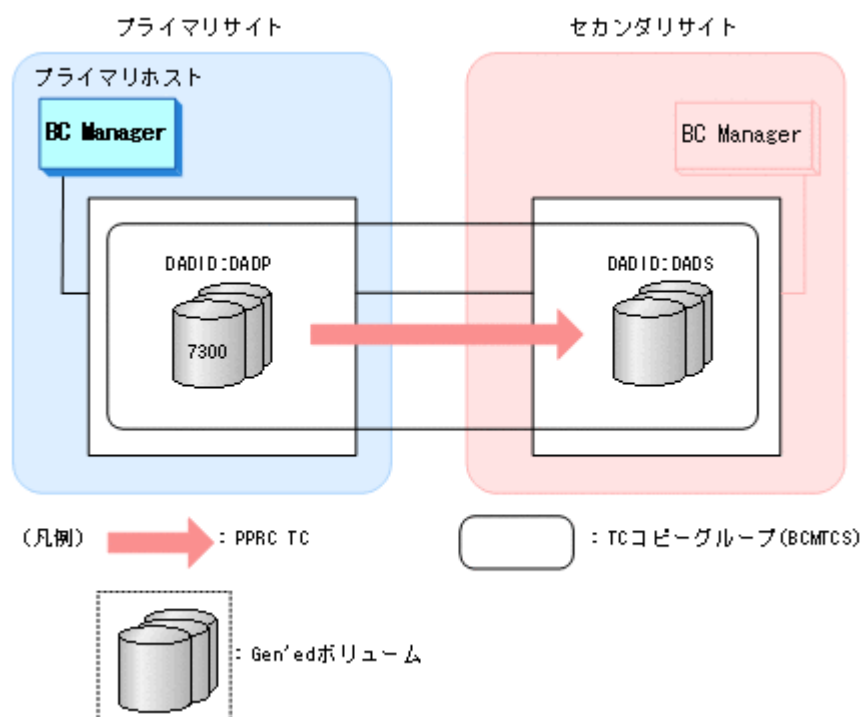 プライマリサイト
セカンダリサイト
プライマリホスト
BC Manager
BC Manager
DADID:DADP
DADID:DADS
7300
(凡例)
: PPRC TC
: TCコピーグループ(BCMTCS)
: Gen'edボリューム